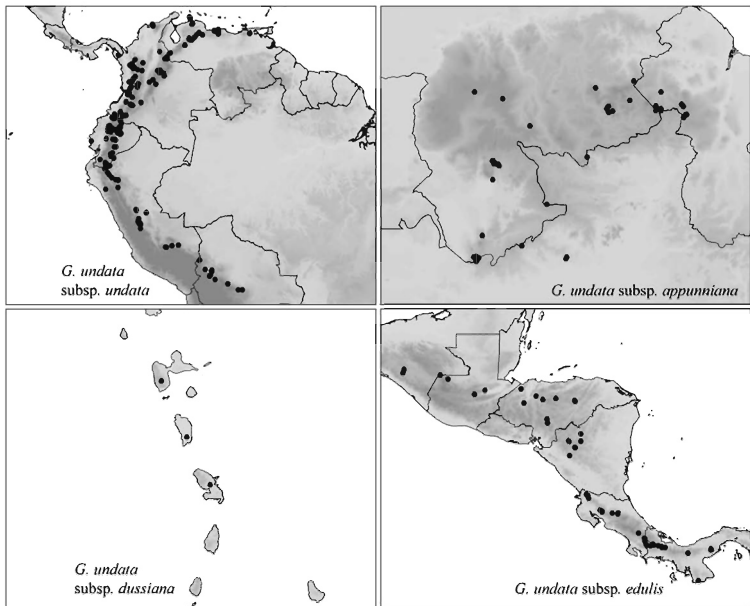 G. undata
subsp. undata
G. undata subsp. appunniana
G. undata
subsp. dussiana
G. undata subsp. edulis